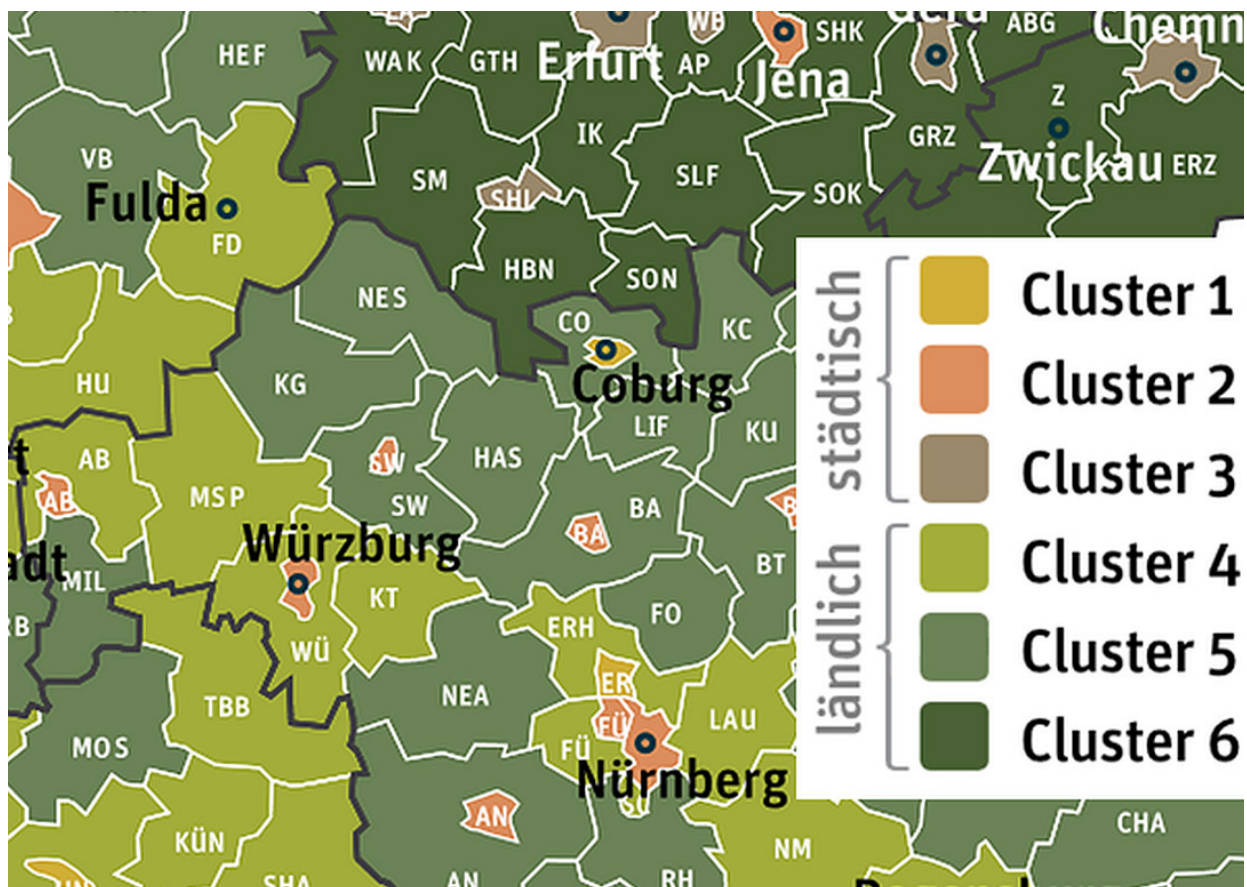 HEF
WAK
GTH
Erfurt
AP
SHK
Jena
ABG
Z
VB
Fulda
FD
SM
SHL
IK
SLF
SOK
GRZ
Zwickau
ERZ
HBN
SON
NES
CO
Coburg
KC
HU
KG
LIF
KU
AB
AB
MSP
SW
SW
HAS
BA
BA
BT
Würzburg
MIL
KT
WÜ
FO
ERH
ER
NEA
TBB
MOS
FÜ
FÜ
LAU
Nürnberg
AN
AN
KÜN
SHA
RH
NM
CHA
städtisch
Cluster 1
Cluster 2
Cluster 3
ländlich
Cluster 4
Cluster 5
Cluster 6